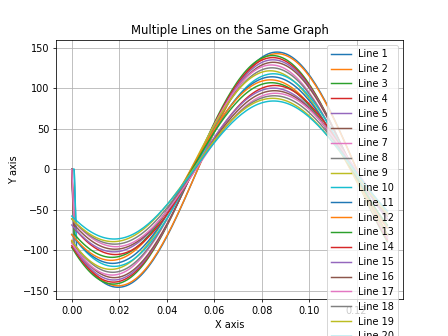 Multiple Lines on the Same Graph
Y axis
150
100
50
0
−50
−100
−150
0.00
0.02
0.04
0.06
0.08
0.10
X axis
Line 1
Line 2
Line 3
Line 4
Line 5
Line 6
Line 7
Line 8
Line 9
Line 10
Line 11
Line 12
Line 13
Line 14
Line 15
Line 16
Line 17
Line 18
Line 19
Line 20